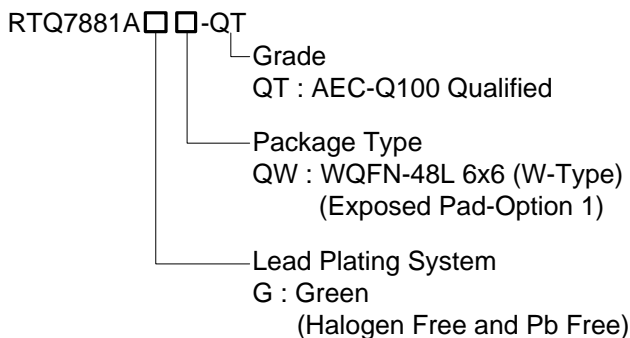 RTQ7881A□ □-QT
Grade
QT : AEC-Q100 Qualified
Package Type
QW : WQFN-48L 6x6 (W-Type)
(Exposed Pad-Option 1)
Lead Plating System
G : Green
(Halogen Free and Pb Free)